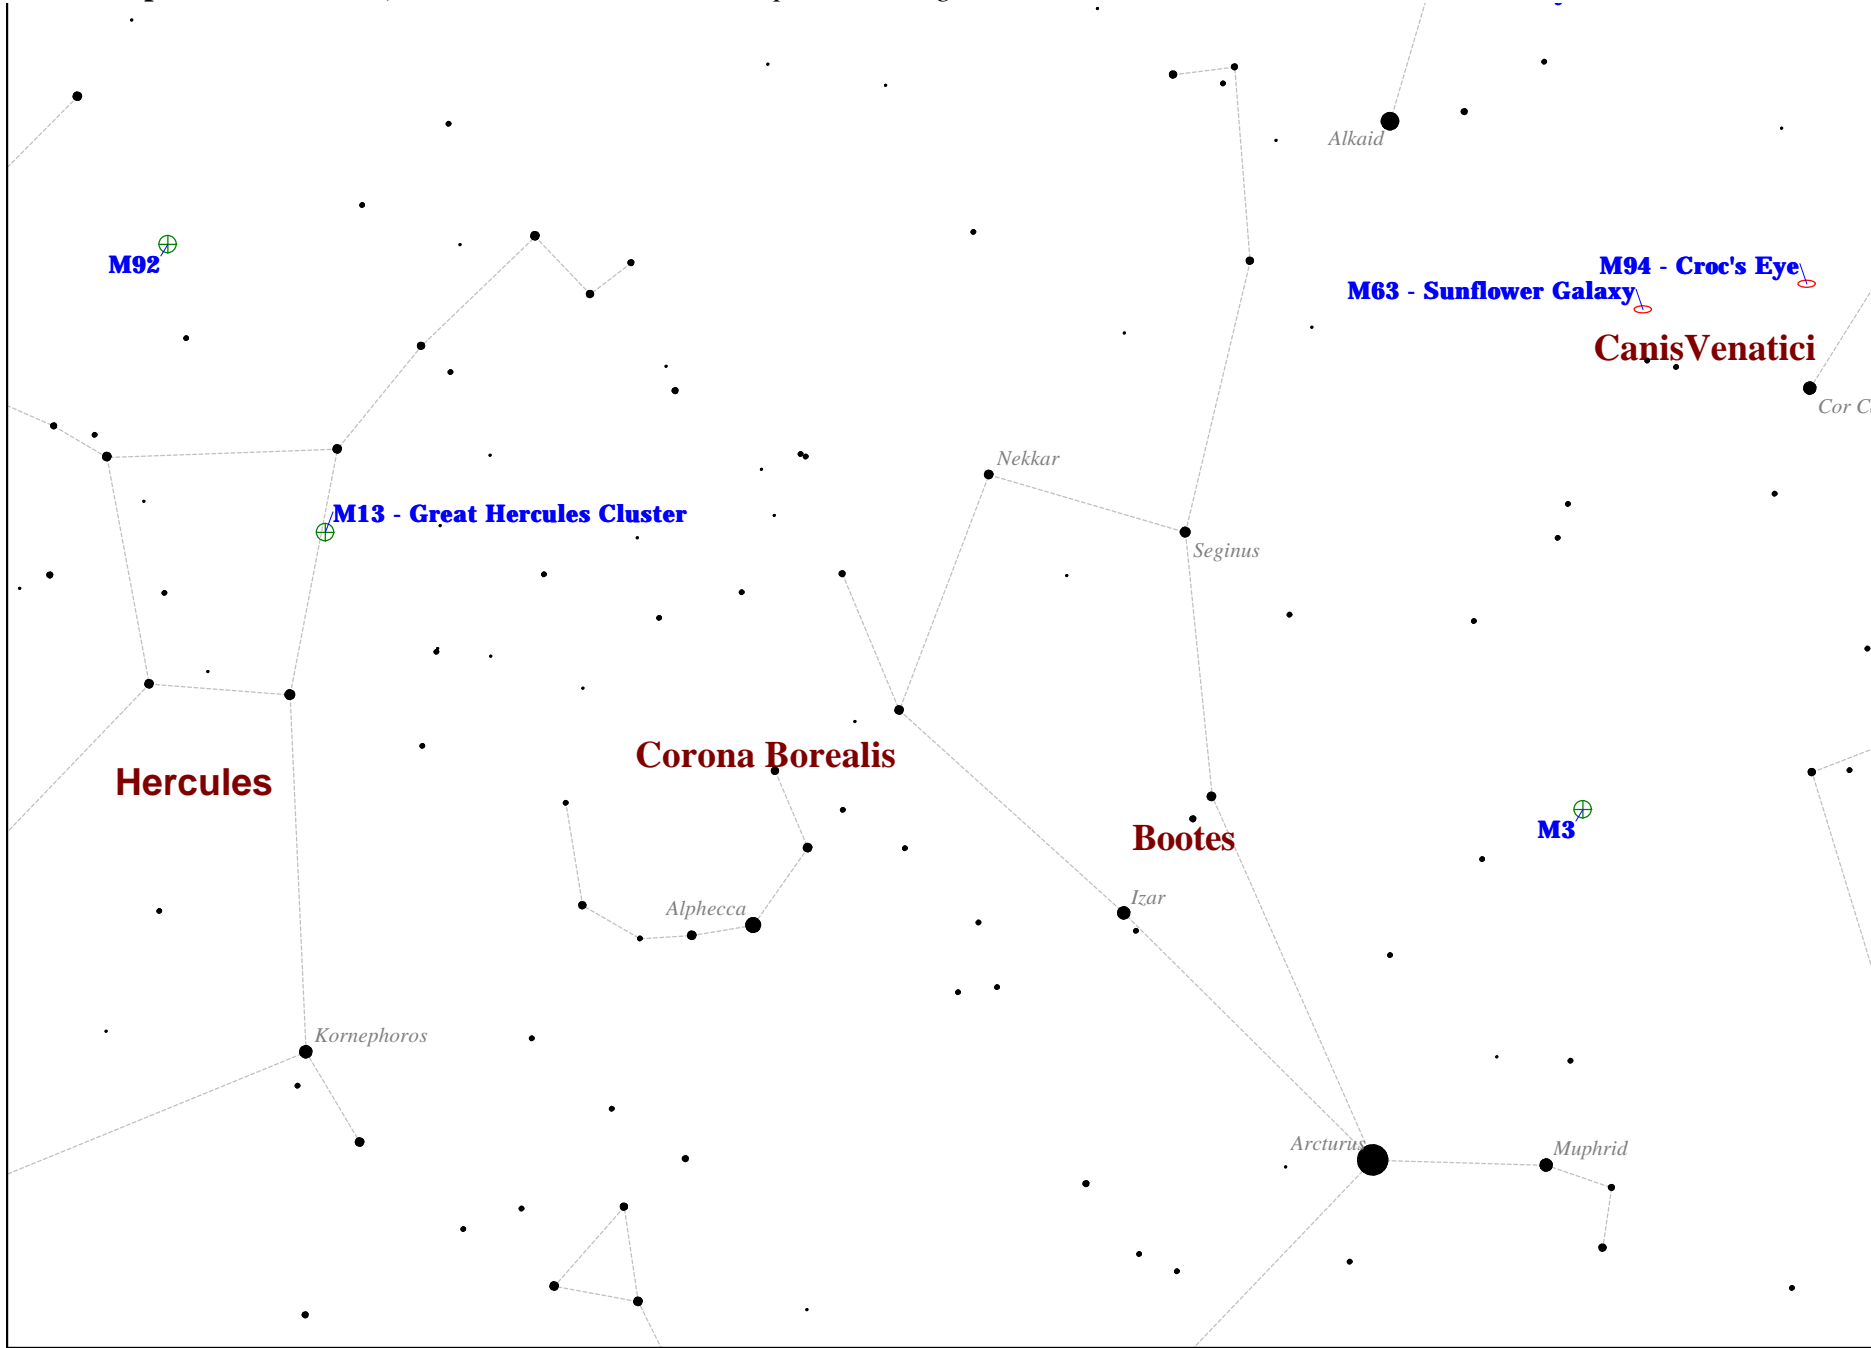 Alkaid
M92
M94 - Croc's Eye
M63 - Sunflower Galaxy
CanisVenatici
Cor
Nekkar
M13 - Great Hercules Cluster
Seginus
Corona Borealis
Hercules
Bootes
M3
Izar
Alphecca
Kornephoros
Arcturus
Muphrid